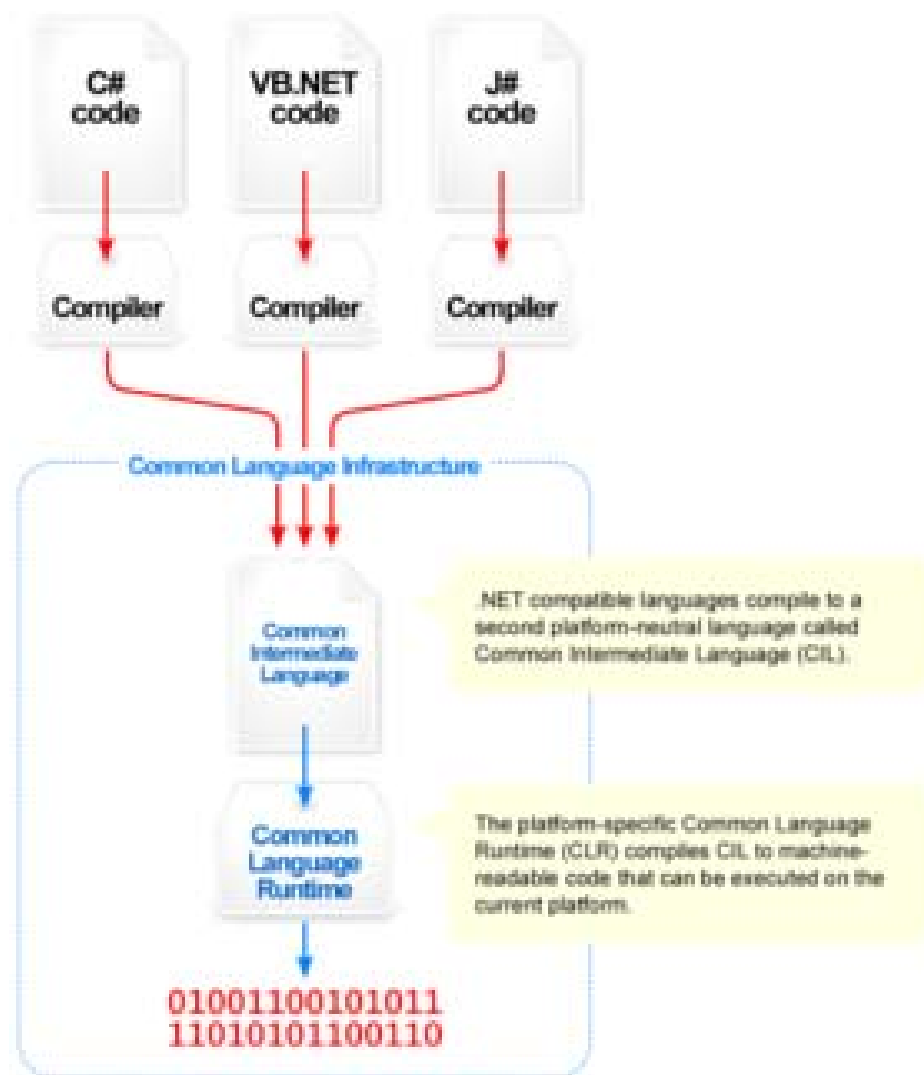 C#
code
VB.NET
code
J#
code
Compiler
Compiler
Compiler
Common Language Infrastructure
Common
Intermediate
Language
.NET compatible languages compile to a
second platform-neutral language called
Common Intermediate Language (CIL).
Common
Language
Runtime
The platform-specific Common Language
Runtime (CLR) compiles CIL to machine-
readable code that can be executed on the
current platform.
01001100101011
11010101100110